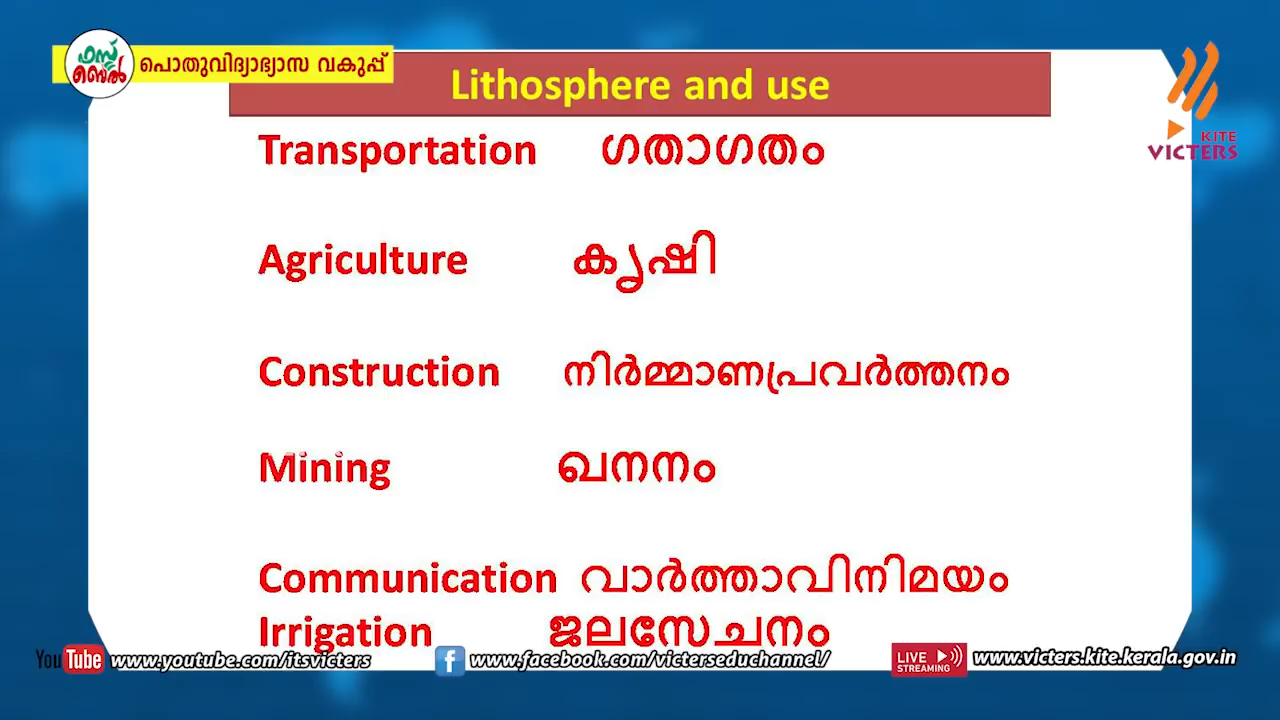 ഫസ്റ്റ് ബെൽ
പൊതുവിദ്യാഭ്യാസ വകുപ്പ്
Lithosphere and use
KITE
VICTERS
Transportation ഗതാഗതം
Agriculture കൃഷി
Construction നിർമ്മാണപ്രവർത്തനം
Mining ഖനനം
Communication വാർത്താവിനിമയം
Irrigation ജലസേചനം
YouTube www.youtube.com/itsvicters
f www.facebook.com/victerseduchannel/
LIVE STREAMING www.victers.kite.kerala.gov.in